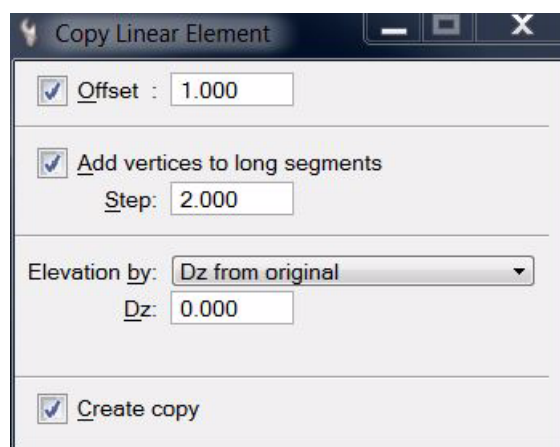 Copy Linear Element
Offset : 1.000
Add vertices to long segments
Step: 2.000
Elevation by: Dz from original
Dz: 0.000
Create copy